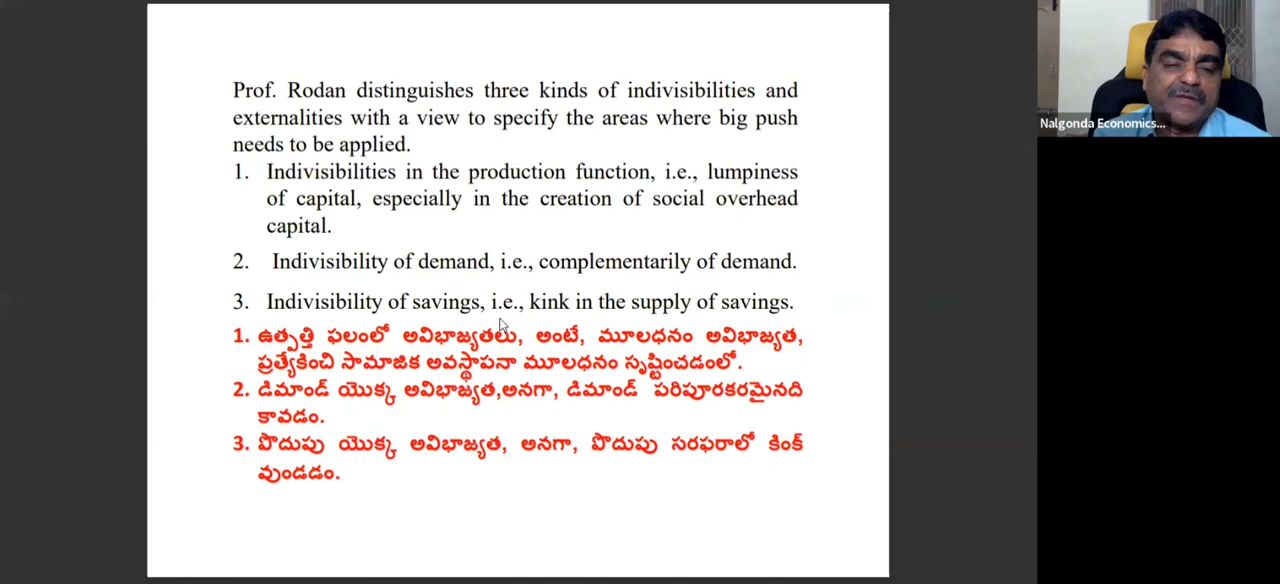 Prof. Rodan distinguishes three kinds of indivisibilities and
externalities with a view to specify the areas where big push
needs to be applied.
1. Indivisibilities in the production function, i.e., lumpiness
of capital, especially in the creation of social overhead
capital.
2. Indivisibility of demand, i.e., complementarily of demand.
3. Indivisibility of savings, i.e., kink in the supply of savings.
1. ఉత్పత్తి ఫలంలో అవిభాజ్యతలు, అంటే, మూలధనం అవిభాజ్యత,
ప్రత్యేకించి సామాజిక అవస్థాపనా మూలధనం సృష్టించడంలో.
2. డిమాండ్ యొక్క అవిభాజ్యత,అనగా, డిమాండ్ పరిపూరకరమైనది
కావడం.
3. పొదుపు యొక్క అవిభాజ్యత, అనగా, పొదుపు సరఫరాలో కింక్
వుండడం.
Nalgonda Economics...